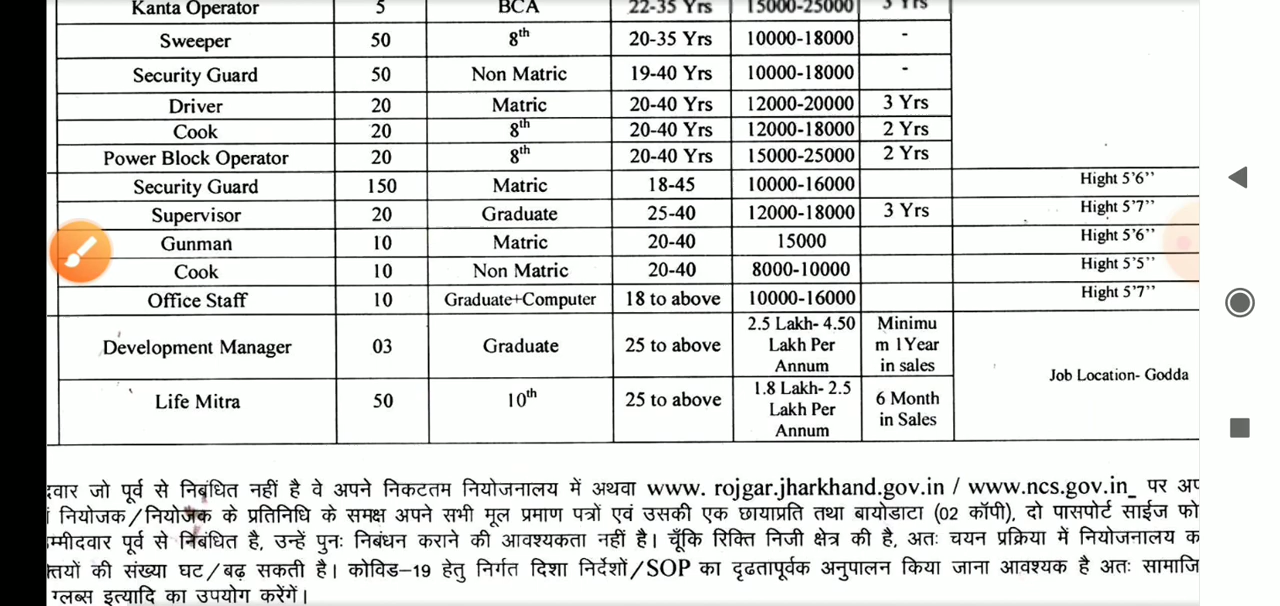 Kanta Operator 5 BCA 22-35 Yrs 15000-25000 3 Yrs
Sweeper 50 8th 20-35 Yrs 10000-18000 -
Security Guard 50 Non Matric 19-40 Yrs 10000-18000 -
Driver 20 Matric 20-40 Yrs 12000-20000 3 Yrs
Cook 20 8th 20-40 Yrs 12000-18000 2 Yrs
Power Block Operator 20 8th 20-40 Yrs 15000-25000 2 Yrs
Security Guard 150 Matric 18-45 10000-16000 Hight 5'6''
Supervisor 20 Graduate 25-40 12000-18000 3 Yrs Hight 5'7''
Gunman 10 Matric 20-40 15000 Hight 5'6''
Cook 10 Non Matric 20-40 8000-10000 Hight 5'5''
Office Staff 10 Graduate+Computer 18 to above 10000-16000 Hight 5'7''
Development Manager 03 Graduate 25 to above 2.5 Lakh- 4.50 Lakh Per Annum Minimu m 1Year in sales
Job Location- Godda
Life Mitra 50 10th 25 to above 1.8 Lakh- 2.5 Lakh Per Annum 6 Month in Sales
दवार जो पूर्व से निबंधित नहीं है वे अपने निकटतम नियोजनालय में अथवा www. rojgar.jharkhand.gov.in / www.ncs.gov.in_ पर अप
नियोजक/नियोजक के प्रतिनिधि के समक्ष अपने सभी मूल प्रमाण पत्रों एवं उसकी एक छायाप्रति तथा बायोडाटा (02 कॉपी), दो पासपोर्ट साईज फो
म्मीदवार पूर्व से निबंधित है, उन्हें पुनः निबंधन कराने की आवश्यकता नहीं है। चूँकि रिक्ति निजी क्षेत्र की है, अतः चयन प्रक्रिया में नियोजनालय क
तियों की संख्या घट/बढ़ सकती है। कोविड-19 हेतु निर्गत दिशा निर्देशों/SOP का दृढतापूर्वक अनुपालन किया जाना आवश्यक है अतः सामाजि
ग्लब्स इत्यादि का उपयोग करेंगें।